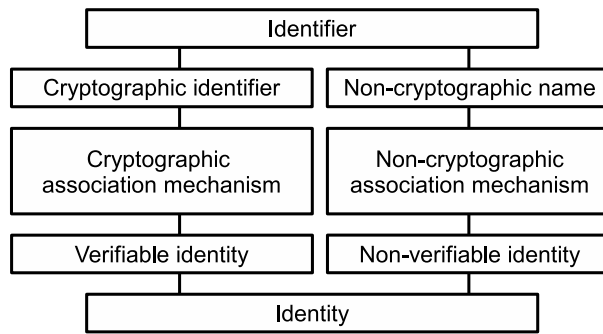 Identifier
Cryptographic identifier
Non-cryptographic name
Cryptographic
association mechanism
Non-cryptographic
association mechanism
Verifiable identity
Non-verifiable identity
Identity